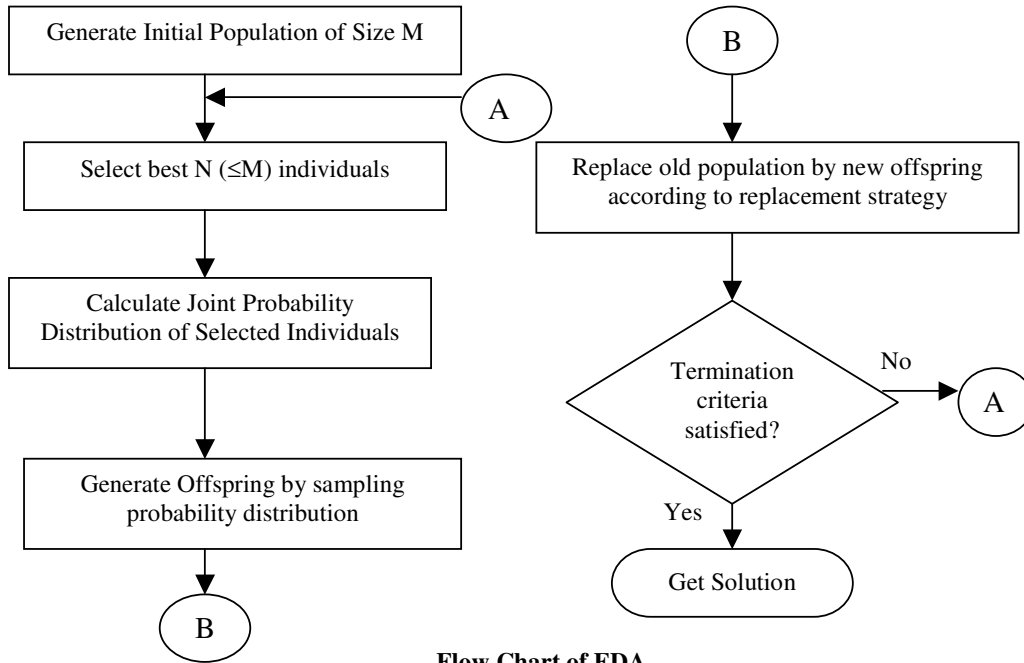 Generate Initial Population of Size M
A
Select best N (≤M) individuals
Calculate Joint Probability
Distribution of Selected Individuals
Generate Offspring by sampling
probability distribution
B
B
Replace old population by new offspring
according to replacement strategy
Termination
criteria
satisfied?
No
A
Yes
Get Solution
Flow Chart of EDA